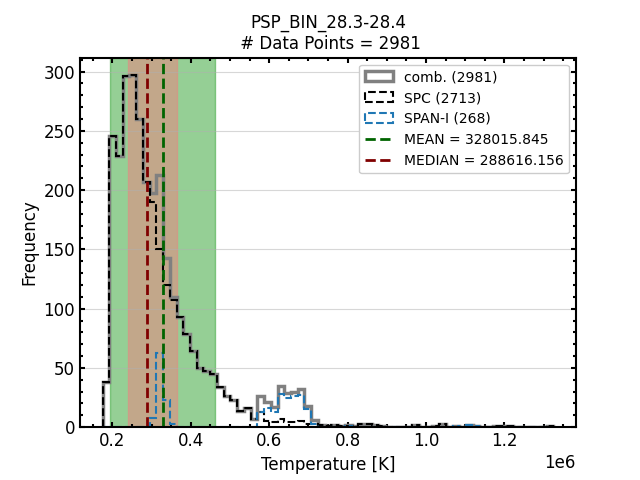 PSP_BIN_28.3-28.4
# Data Points = 2981
comb. (2981)
SPC (2713)
SPAN-I (268)
MEAN = 328015.845
MEDIAN = 288616.156
Frequency
300
250
200
150
100
50
0
0.2 0.4 0.6 0.8 1.0 1.2
1e6
Temperature [K]